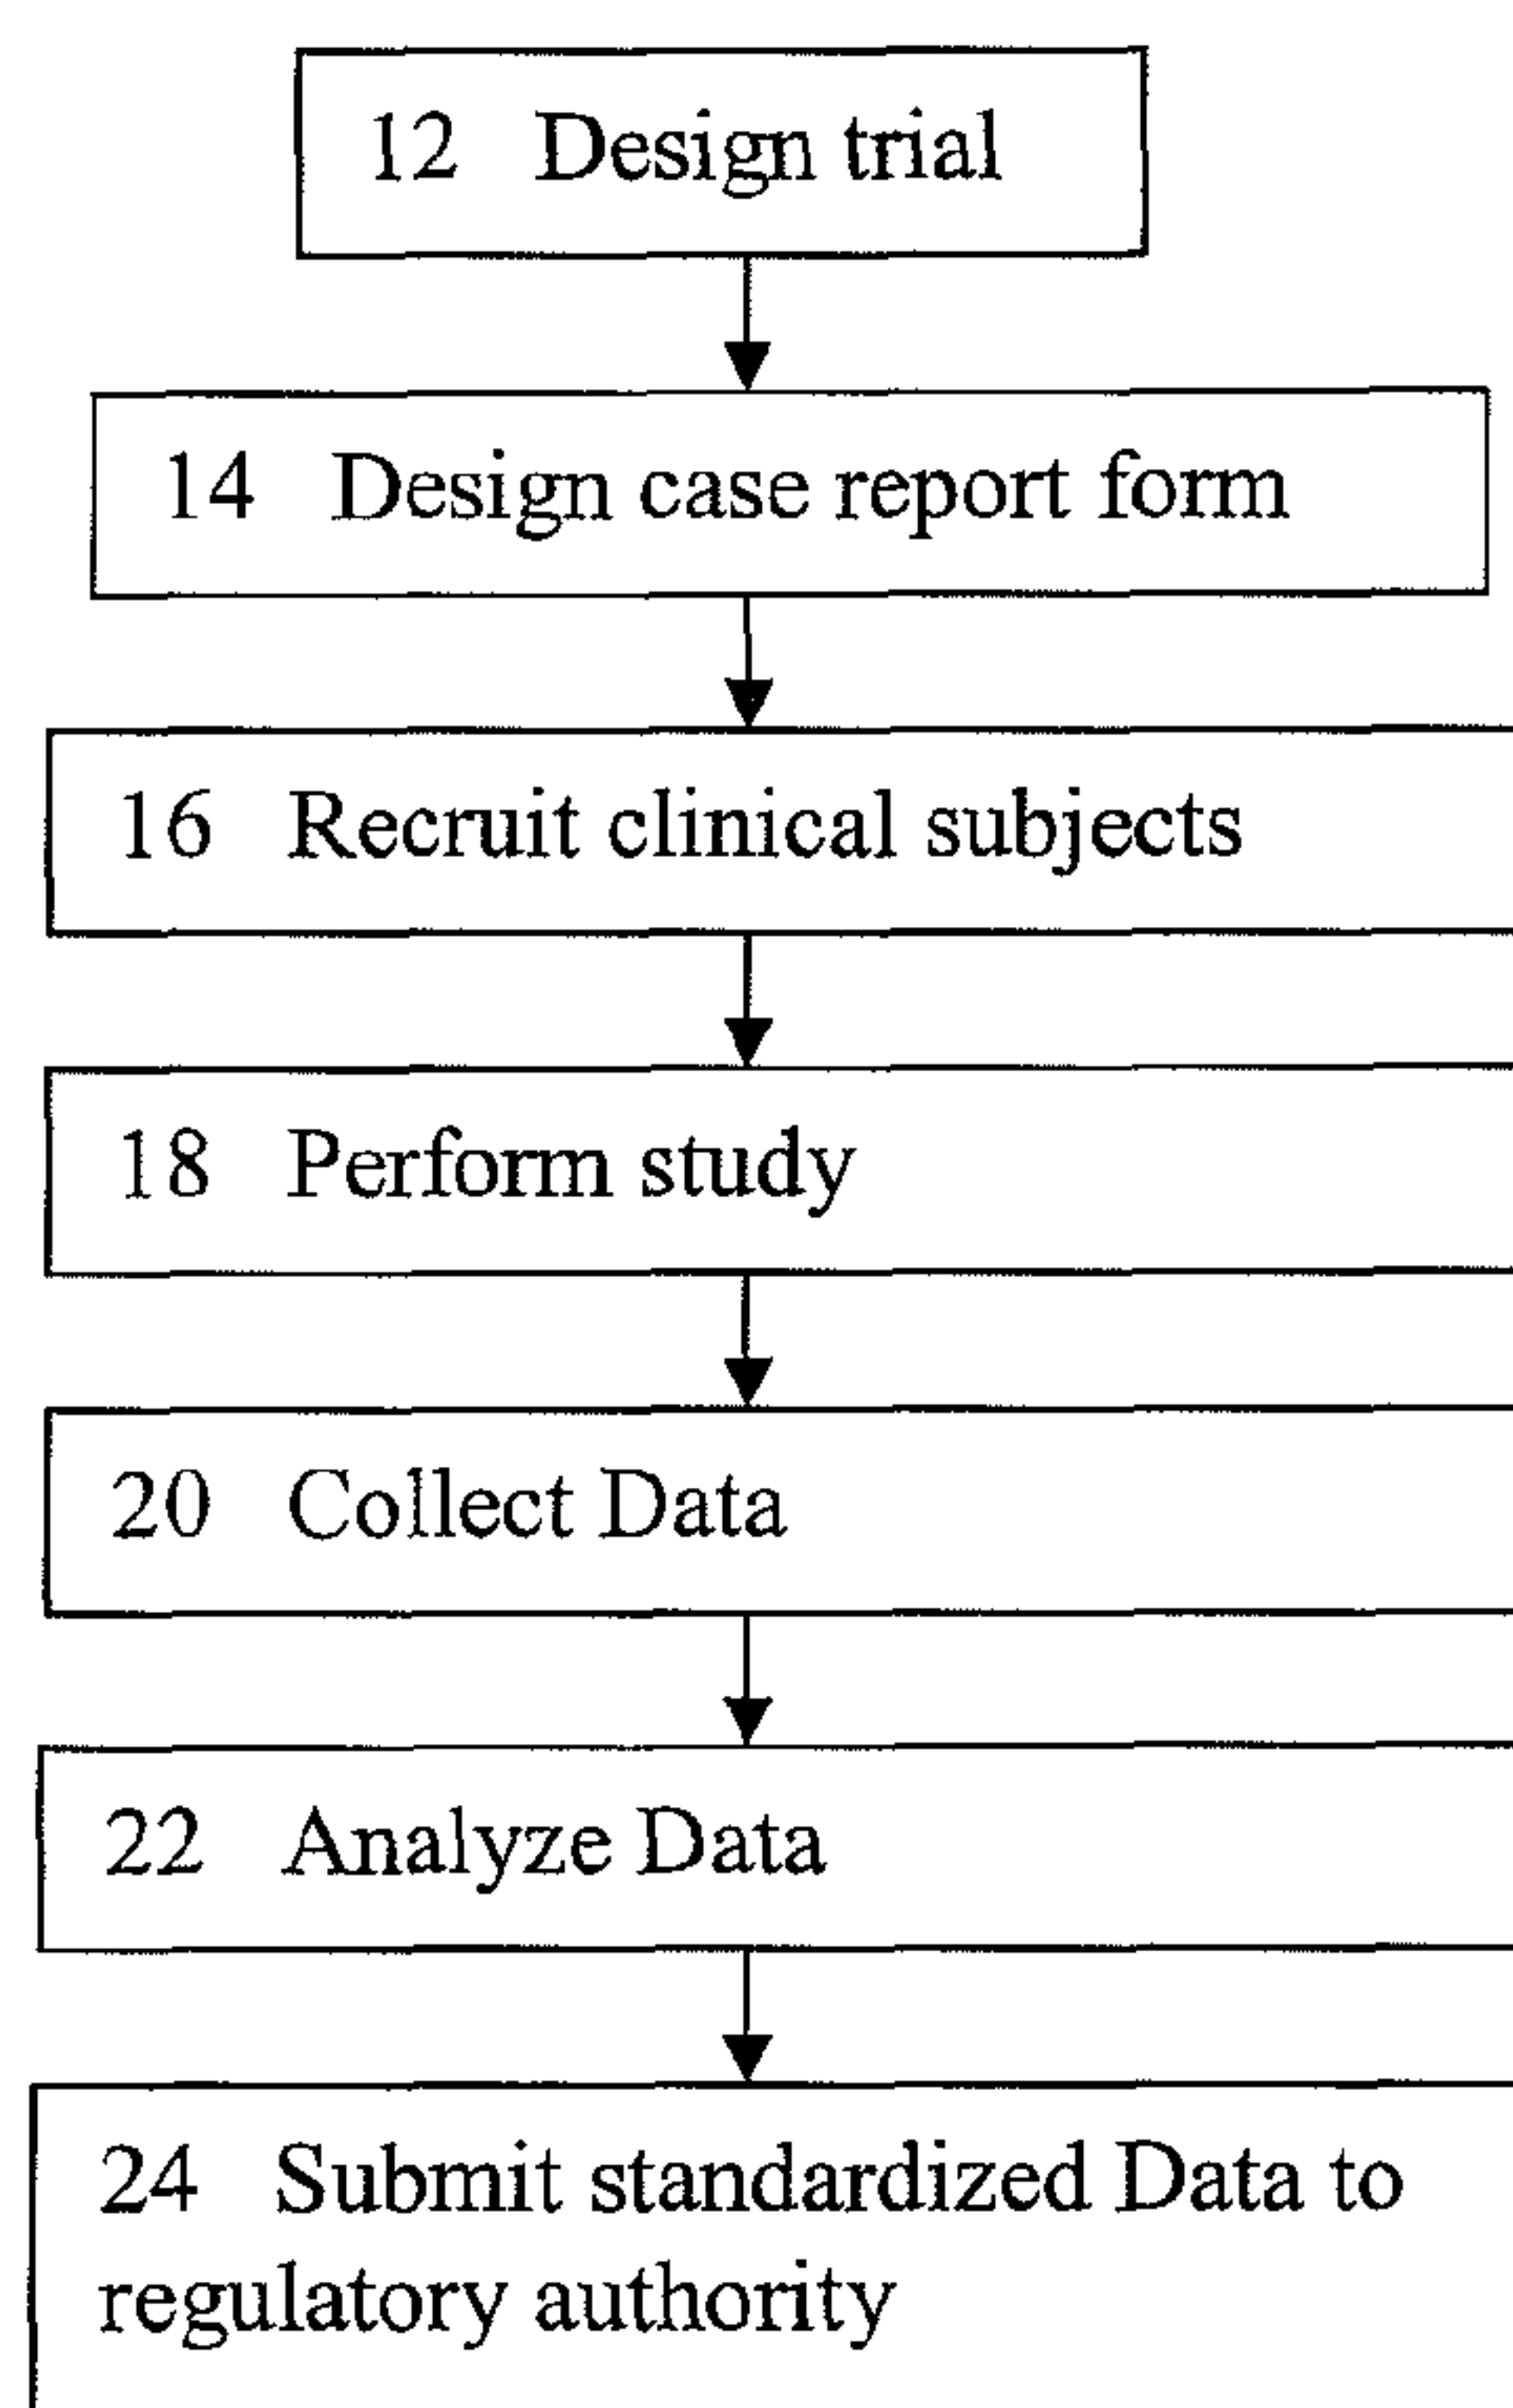 12 Design trial
14 Design case report form
16 Recruit clinical subjects
18 Perform study
20 Collect Data
22 Analyze Data
24 Submit standardized Data to
regulatory authority